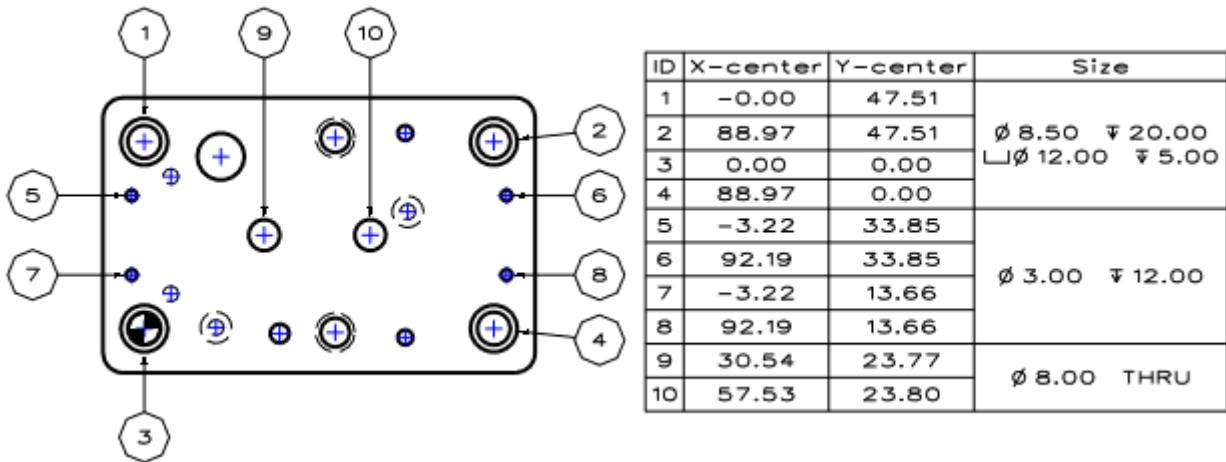 1 9 10
2
5 6
7 8
4
3
ID X-center Y-center Size
1 -0.00 47.51
2 88.97 47.51 Ø 8.50 ↧ 20.00
3 0.00 0.00 ⌴Ø 12.00 ↧ 5.00
4 88.97 0.00
5 -3.22 33.85
6 92.19 33.85
7 -3.22 13.66 Ø 3.00 ↧ 12.00
8 92.19 13.66
9 30.54 23.77 Ø 8.00 THRU
10 57.53 23.80